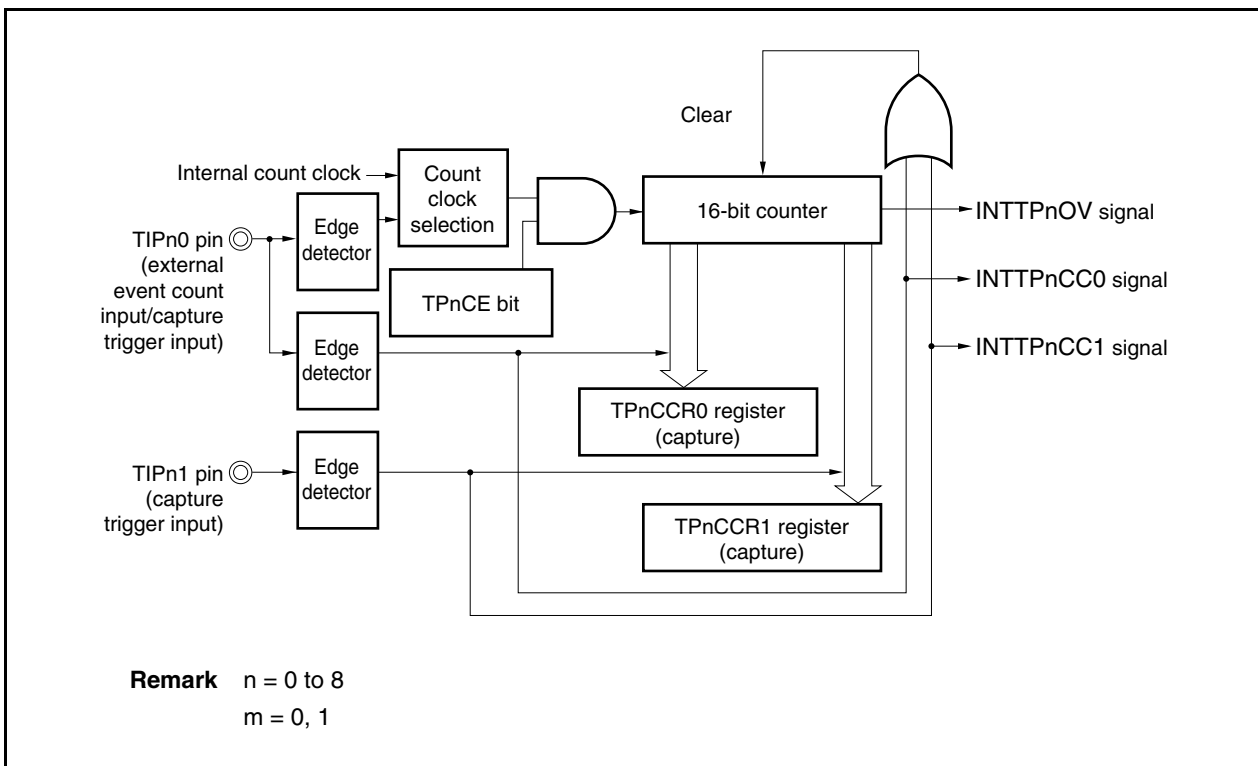 Clear
Internal count clock
Count
clock
selection
16-bit counter
INTTPnOV signal
TIPn0 pin
(external
event count
input/capture
trigger input)
Edge
detector
TPnCE bit
INTTPnCC0 signal
Edge
detector
INTTPnCC1 signal
TPnCCR0 register
(capture)
TIPn1 pin
(capture
trigger input)
Edge
detector
TPnCCR1 register
(capture)
Remark n = 0 to 8
m = 0, 1